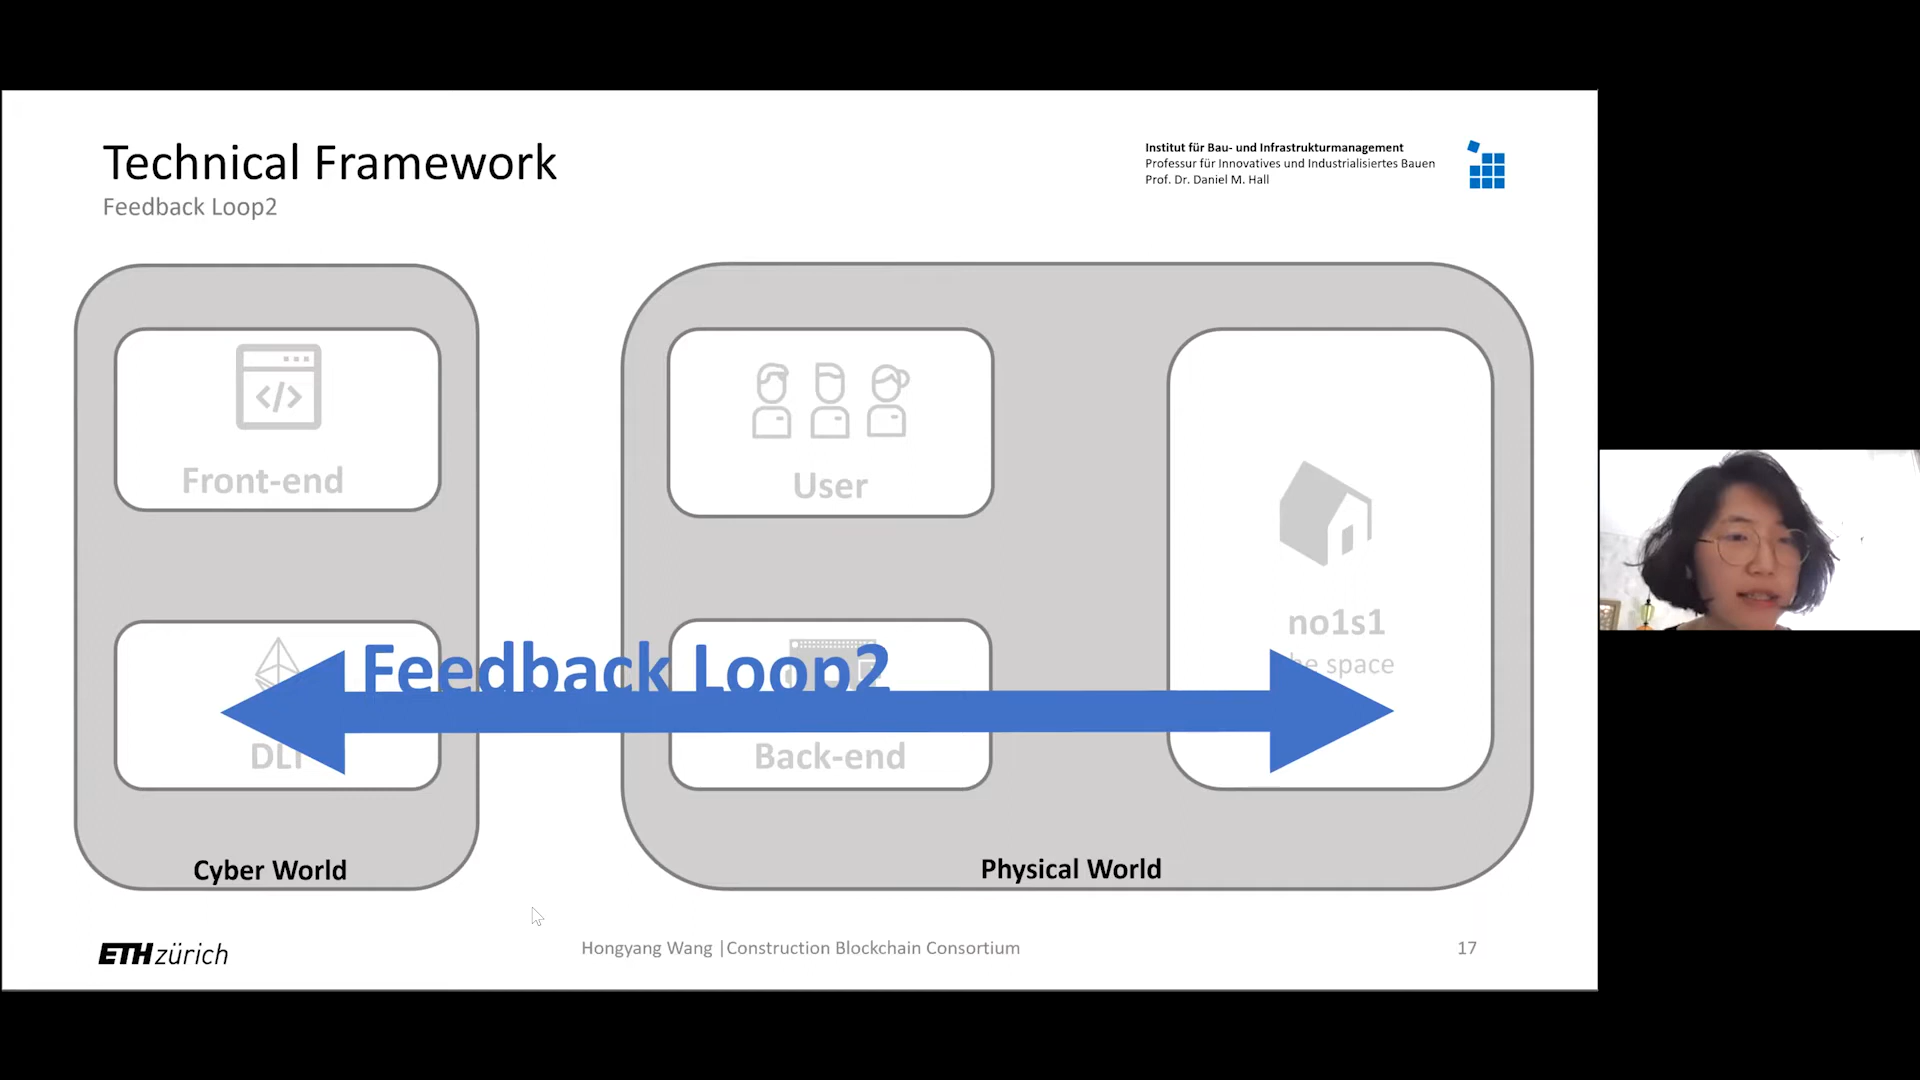 Technical Framework
Feedback Loop2
Institut für Bau- und Infrastrukturmanagement
Professur für Innovatives und Industrialisiertes Bauen
Prof. Dr. Daniel M. Hall
</>
Front-end
User
no1s1
space
Feedback Loop2
Back-end
Cyber World
Physical World
ETH zürich
Hongyang Wang |Construction Blockchain Consortium
17